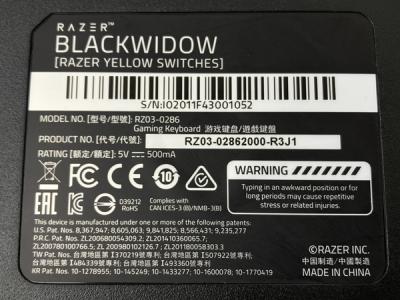 RAZER™
BLACKWIDOW
[RAZER YELLOW SWITCHES]
S/N:IO2011F43001052
MODEL NO. [型号/型號]: RZ03-0286
Gaming Keyboard 游戏键盘/遊戲鍵盤
PRODUCT NO. [代号/代號]: RZ03-02862000-R3J1
RATING [额定/額定]: 5V⎓ 500mA
EAC FC CE 10
D39212
RoHS
Complies with
CAN ICES-3 (B)/NMB-3(B)
WARNING
Typing in an awkward position or for
long periods may cause repetitive
stress or similar injuries.
This device is manufactured under one or more of the following patents:
U.S. Pat Nos. 8,367,947; 8,605,063; 9,841,825; 8,566,431; 9,235,277;
P.R.C. Patent Nos. ZL200680054309.2; ZL201410360065.7;
ZL200780100766.5; ZL200980102126.7; ZL201180058303.3
TW Pat. Nos. 台灣地區第 I370219號專利; 台灣地區第 I507922號專利;
台灣地區第 I484339號專利; 台灣地區第 I493360號專利
KR Pat. Nos. 10-1278955; 10-145249; 10-1443277; 10-1600078; 10-1770419
©RAZER INC.
中国制造/中國製造
MADE IN CHINA